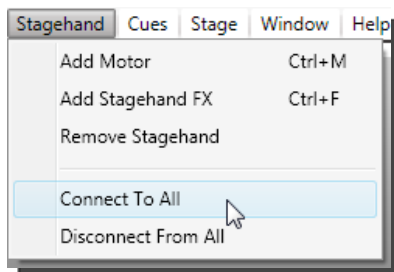 Stagehand Cues Stage Window Help
Add Motor Ctrl+M
Add Stagehand FX Ctrl+F
Remove Stagehand
Connect To All
Disconnect From All